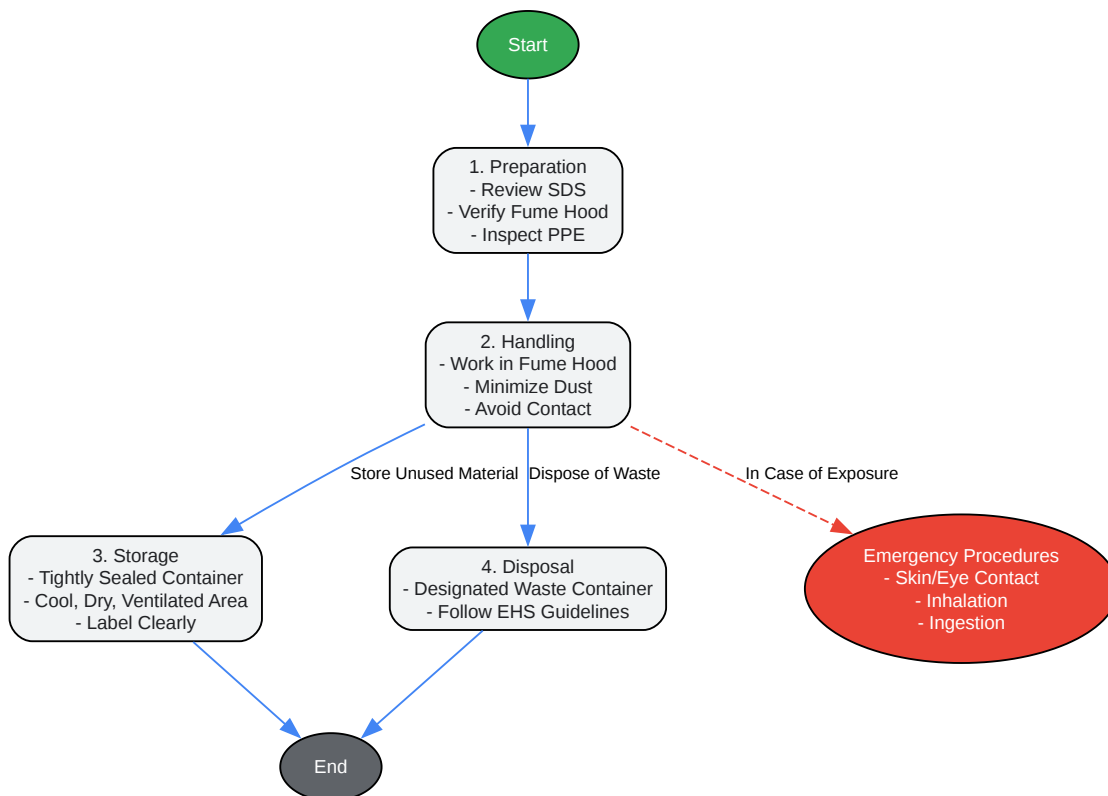 Start
1. Preparation
- Review SDS
- Verify Fume Hood
- Inspect PPE
2. Handling
- Work in Fume Hood
- Minimize Dust
- Avoid Contact
Store Unused Material
Dispose of Waste
In Case of Exposure
3. Storage
- Tightly Sealed Container
- Cool, Dry, Ventilated Area
- Label Clearly
4. Disposal
- Designated Waste Container
- Follow EHS Guidelines
Emergency Procedures
- Skin/Eye Contact
- Inhalation
- Ingestion
End